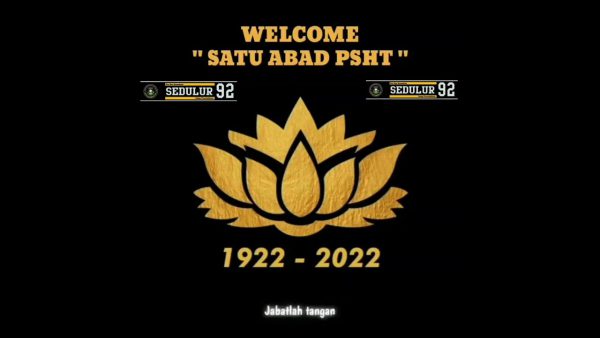 WELCOME
" SATU ABAD PSHT "
SEDULUR 92
SEDULUR 92
1922 - 2022
Jabatlah tangan